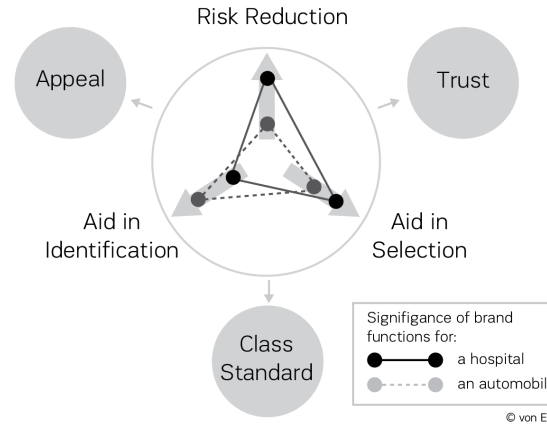 Risk Reduction
Appeal
Trust
Aid in
Identification
Aid in
Selection
Class
Standard
Signifigance of brand
functions for:
a hospital
an automobil
© von E